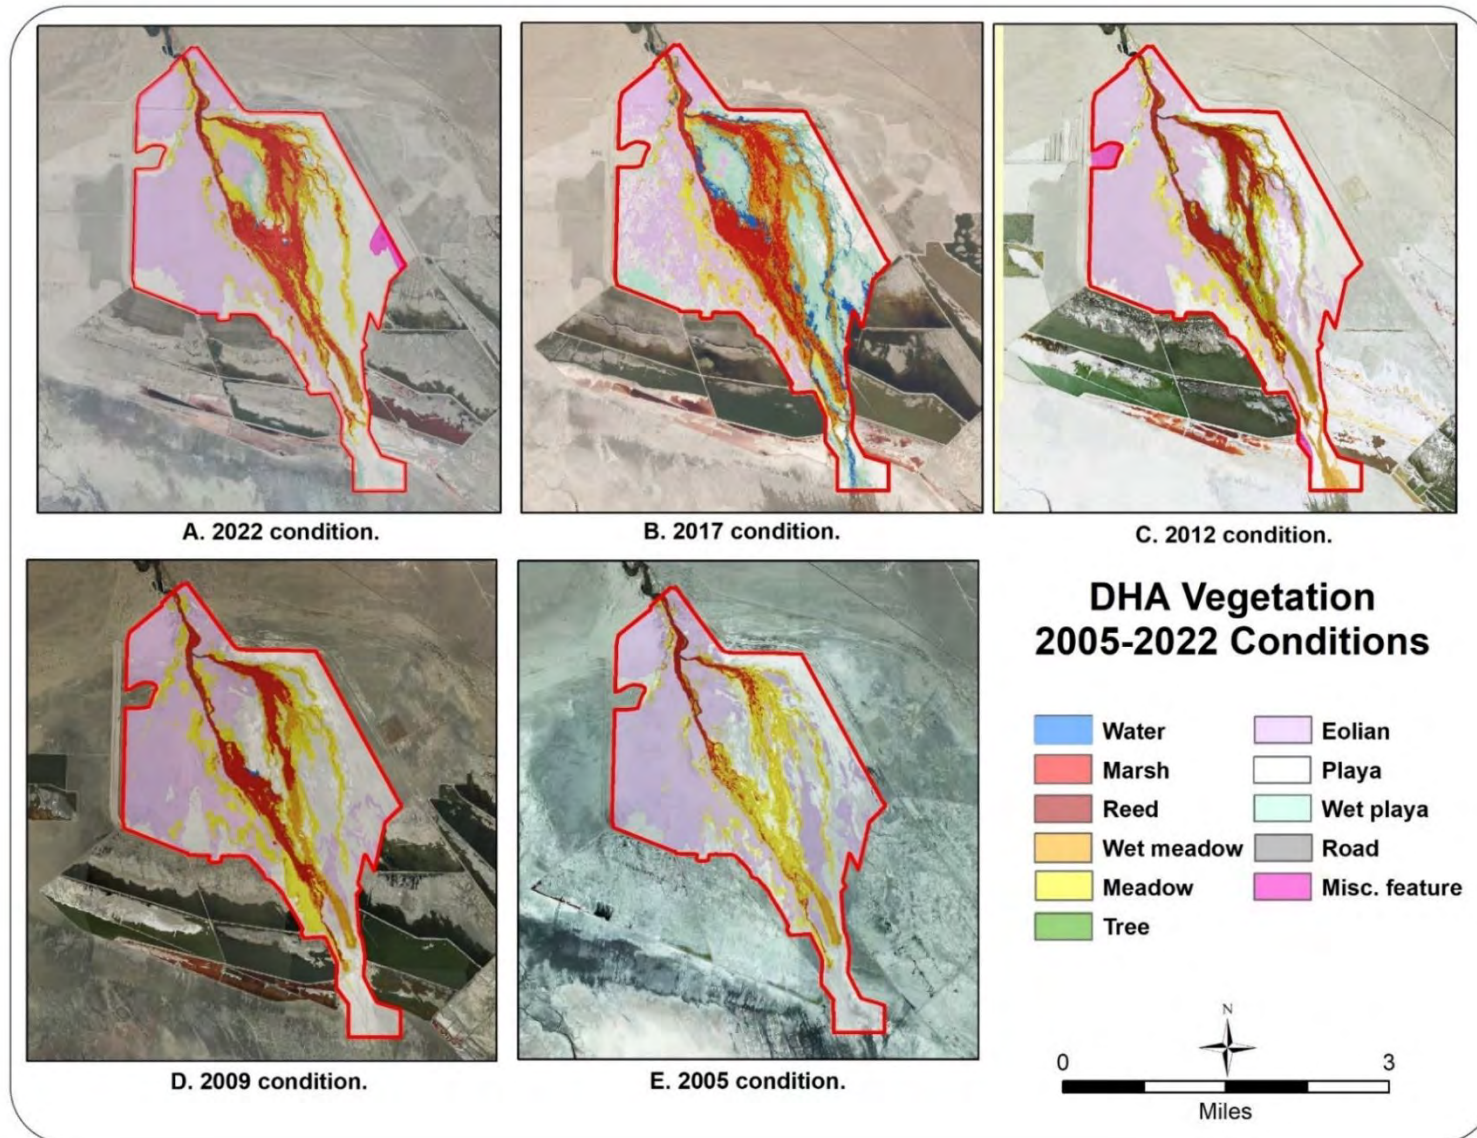 A. 2022 condition.
B. 2017 condition.
C. 2012 condition.
D. 2009 condition.
E. 2005 condition.
DHA Vegetation
2005-2022 Conditions
Water
Marsh
Reed
Wet meadow
Meadow
Tree
Eolian
Playa
Wet playa
Road
Misc. feature
N
0 3
Miles